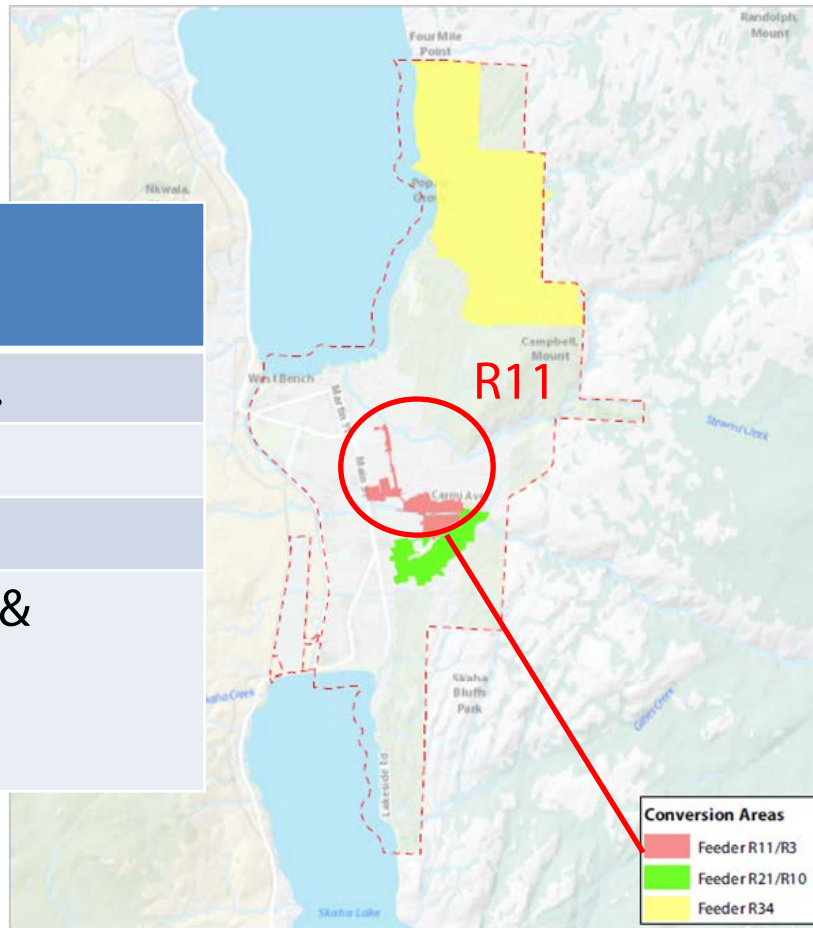 Randolph,
Mount
Four Mile
Point
Nkwala,
Campbell,
Mount
R11
West Bench
Carmi Ave
&
Skaha
Bluffs
Park
Lakeside Rd
Conversion Areas
Feeder R11/R3
Feeder R21/R10
Feeder R34
Skaha Lake